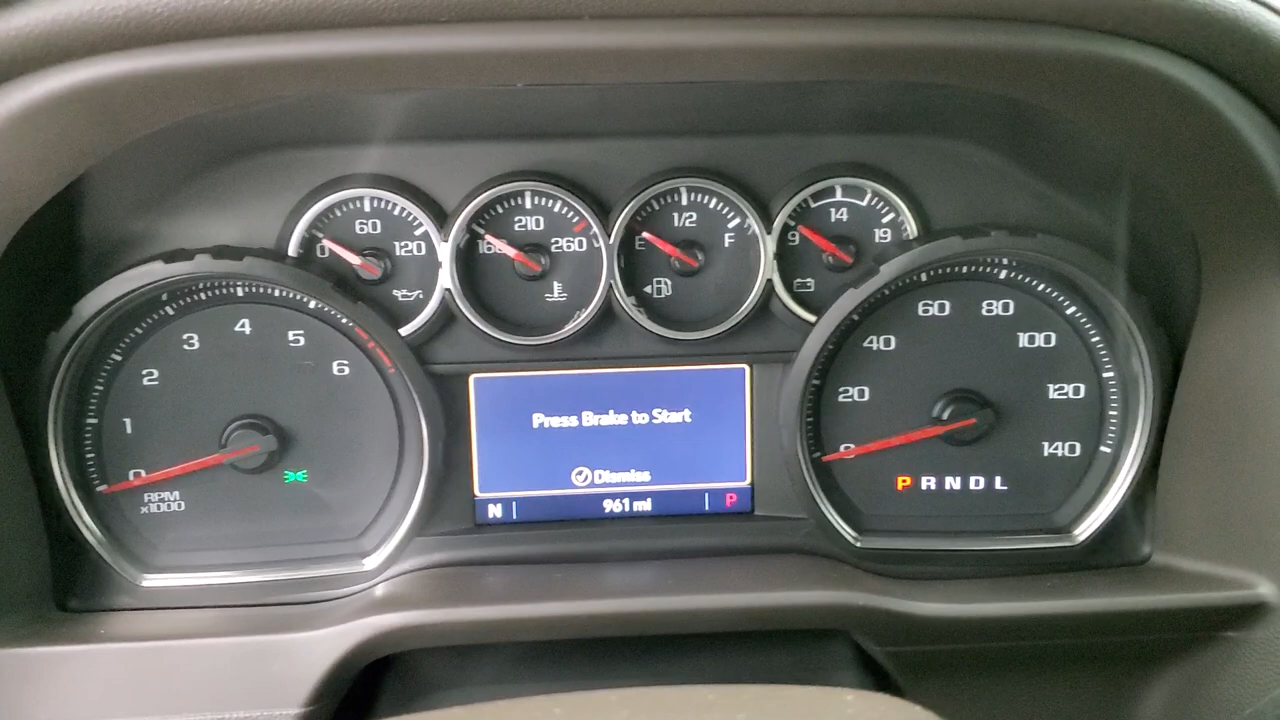 60
0 120
210
160 260
1/2
E F
14
9 19
1 2 3 4 5 6
0
RPM
x1000
Press Brake to Start
Dismiss
N 961 mi P
0 20 40 60 80 100 120 140
P R N D L